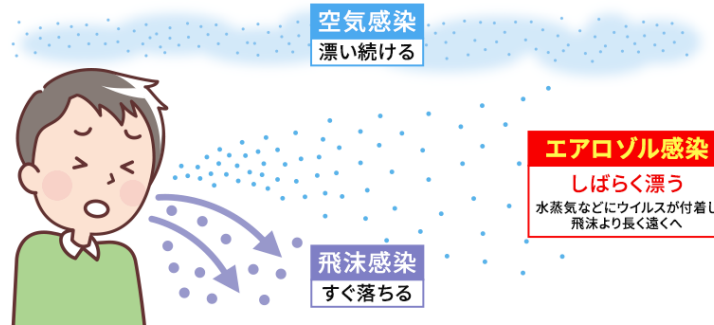 空気感染
漂い続ける
エアロゾル感染
しばらく漂う
水蒸気などにウイルスが付着し
飛沫より長く遠くへ
飛沫感染
すぐ落ちる